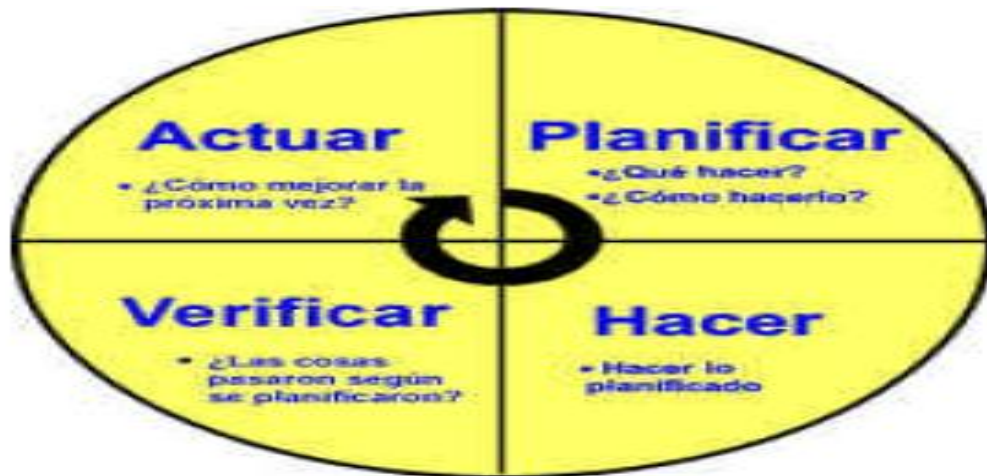 Actuar
• ¿Cómo mejorar la
próxima vez?
Planificar
•¿Qué hacer?
•¿Cómo hacerlo?
Verificar
• ¿Las cosas
pasaron según
se planificaron?
Hacer
• Hacer lo
planificado